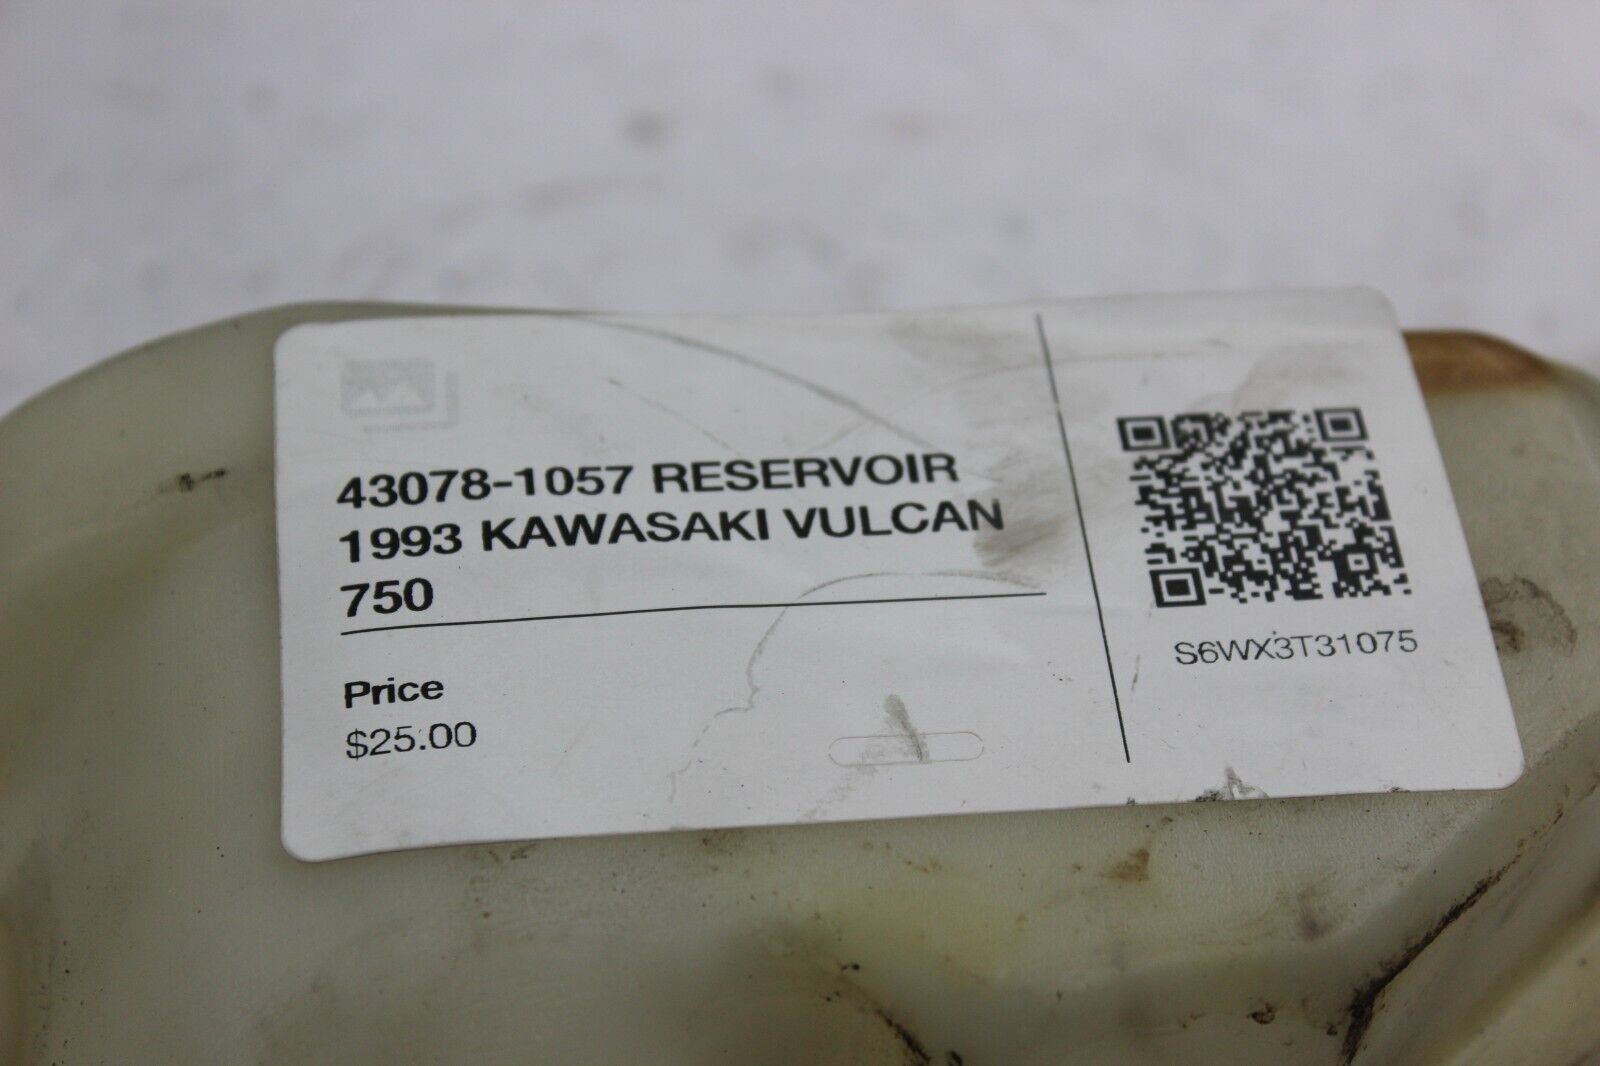 43078-1057 RESERVOIR
1993 KAWASAKI VULCAN
750
Price
$25.00
S6WX3T31075